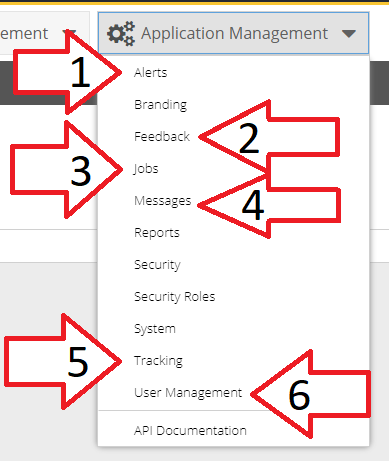 ement Application Management
1 Alerts
Branding
Feedback 2
3 Jobs
Messages 4
Reports
Security
Security Roles
System
5 Tracking
User Management 6
API Documentation